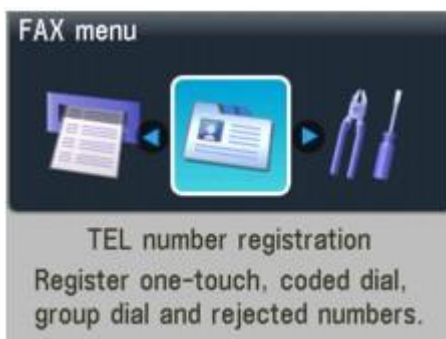 FAX menu
TEL number registration
Register one-touch, coded dial,
group dial and rejected numbers.